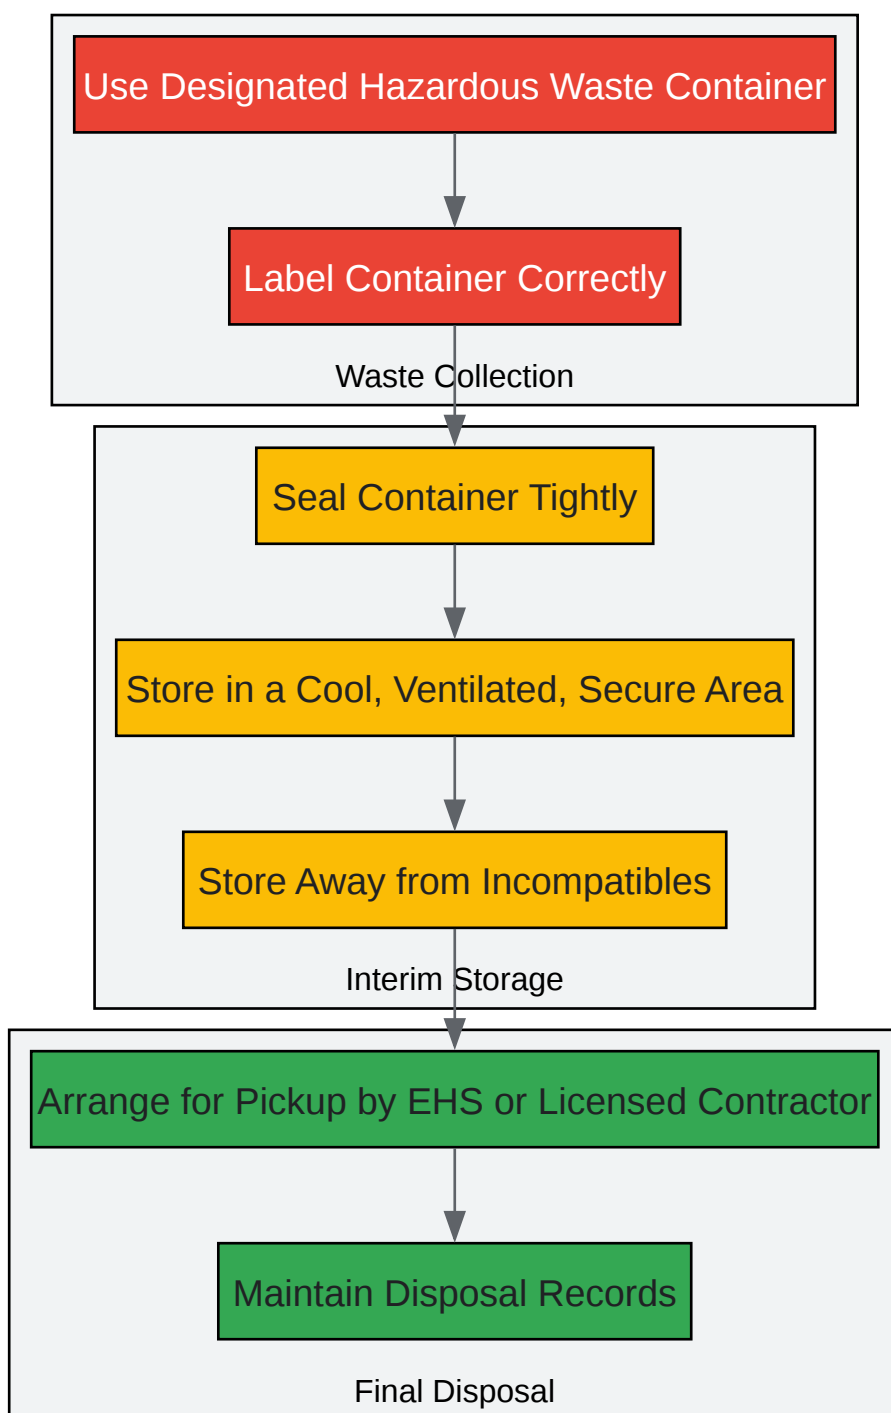 Use Designated Hazardous Waste Container
Label Container Correctly
Waste Collection
Seal Container Tightly
Store in a Cool, Ventilated, Secure Area
Store Away from Incompatibles
Interim Storage
Arrange for Pickup by EHS or Licensed Contractor
Maintain Disposal Records
Final Disposal